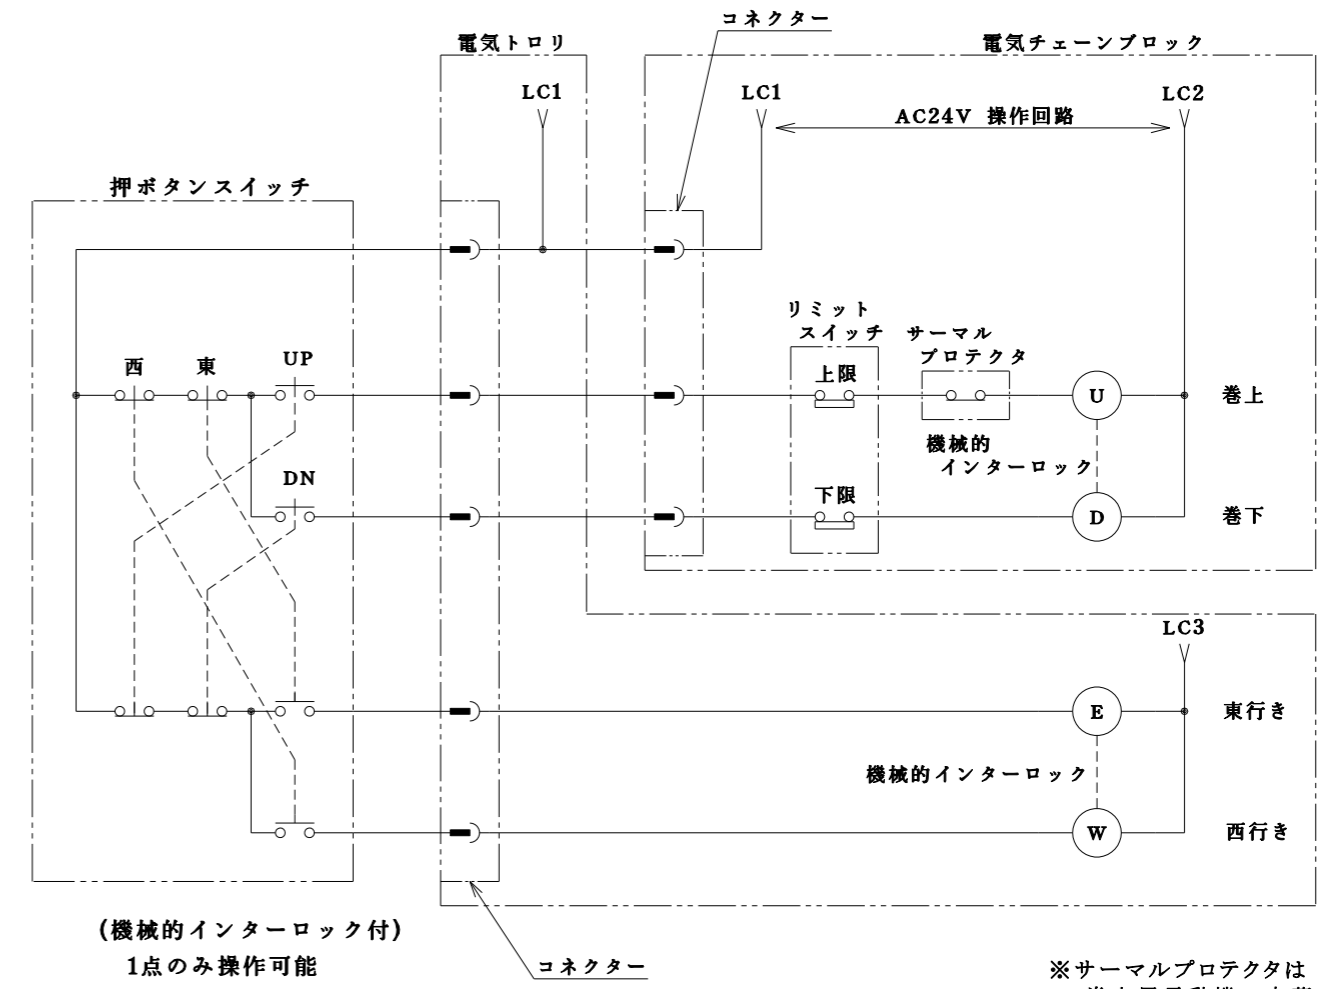 コネクター
電気トロリ
電気チェーンブロック
LC1
LC1
LC2
AC24V 操作回路
押ボタンスイッチ
リミット
スイッチ
サーマル
プロテクタ
西
東
UP
上限
U
巻上
機械的
インターロック
DN
下限
D
巻下
LC3
E
東行き
機械的インターロック
W
西行き
(機械的インターロック付)
1点のみ操作可能
コネクター
※サーマルプロテクタは